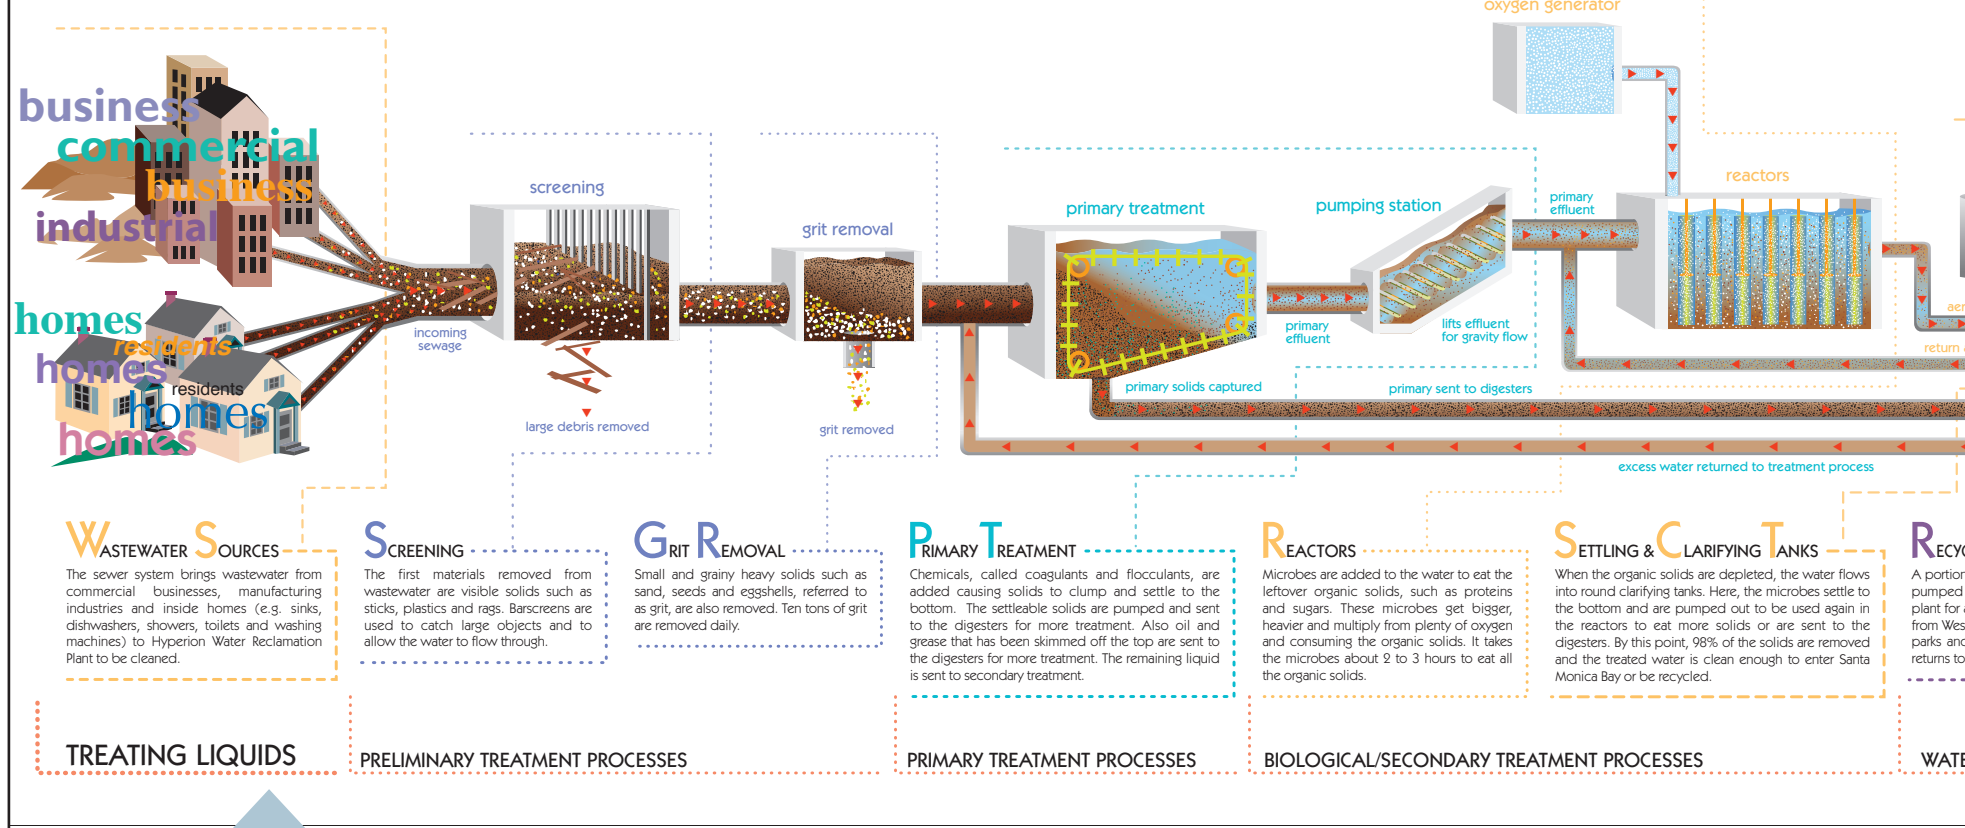 oxygen generator
business
commercial
business
industrial
homes
residents
homes
residents
homes
homes
incoming
sewage
screening
large debris removed
grit removal
grit removed
primary treatment
primary solids captured
primary
effluent
pumping station
lifts effluent
for gravity flow
primary
effluent
reactors
aer
return a
primary sent to digesters
excess water returned to treatment process
WASTEWATER SOURCES
The sewer system brings wastewater from
commercial businesses, manufacturing
industries and inside homes (e.g. sinks,
dishwashers, showers, toilets and washing
machines) to Hyperion Water Reclamation
Plant to be cleaned.
SCREENING
The first materials removed from
wastewater are visible solids such as
sticks, plastics and rags. Barscreens are
used to catch large objects and to
allow the water to flow through.
GRIT REMOVAL
Small and grainy heavy solids such as
sand, seeds and eggshells, referred to
as grit, are also removed. Ten tons of grit
are removed daily.
PRIMARY TREATMENT
Chemicals, called coagulants and flocculants, are
added causing solids to clump and settle to the
bottom. The settleable solids are pumped and sent
to the digesters for more treatment. Also oil and
grease that has been skimmed off the top are sent to
the digesters for more treatment. The remaining liquid
is sent to secondary treatment.
REACTORS
Microbes are added to the water to eat the
leftover organic solids, such as proteins
and sugars. These microbes get bigger,
heavier and multiply from plenty of oxygen
and consuming the organic solids. It takes
the microbes about 2 to 3 hours to eat all
the organic solids.
SETTLING & CLARIFYING TANKS
When the organic solids are depleted, the water flows
into round clarifying tanks. Here, the microbes settle to
the bottom and are pumped out to be used again in
the reactors to eat more solids or are sent to the
digesters. By this point, 98% of the solids are removed
and the treated water is clean enough to enter Santa
Monica Bay or be recycled.
RECYC
A portion
pumped
plant for a
from Wes
parks and
returns to
TREATING LIQUIDS
PRELIMINARY TREATMENT PROCESSES
PRIMARY TREATMENT PROCESSES
BIOLOGICAL/SECONDARY TREATMENT PROCESSES
WATE